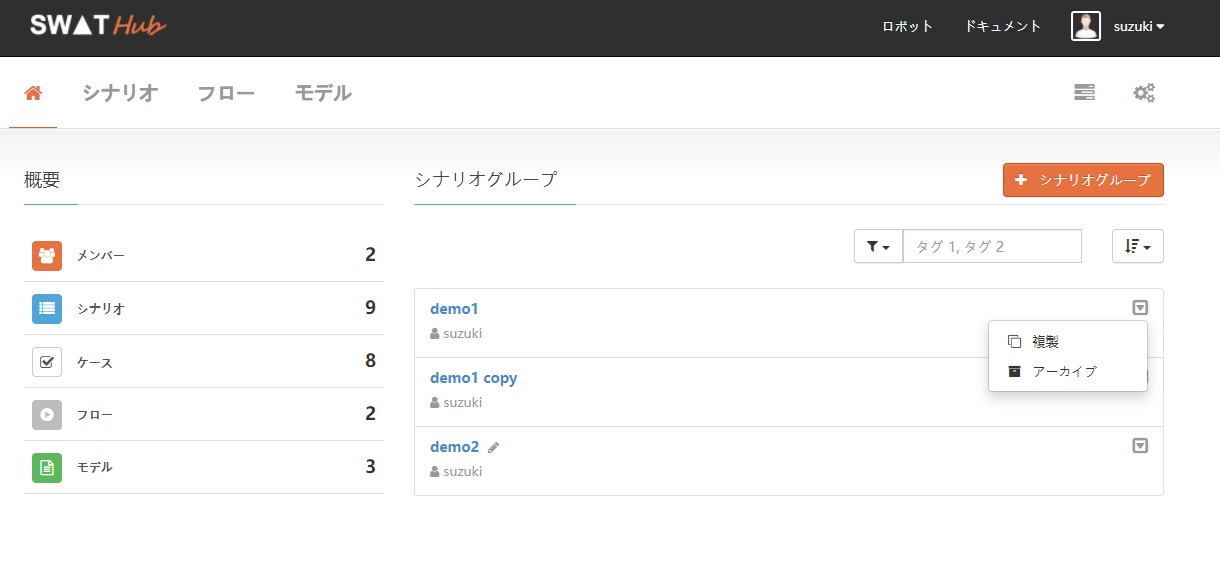 SWAT Hub
ロボット ドキュメント suzuki
シナリオ フロー モデル
概要
メンバー 2
シナリオ 9
ケース 8
フロー 2
モデル 3
シナリオグループ
シナリオグループ
タグ 1, タグ 2
demo1
suzuki
複製
アーカイブ
demo1 copy
suzuki
demo2
suzuki